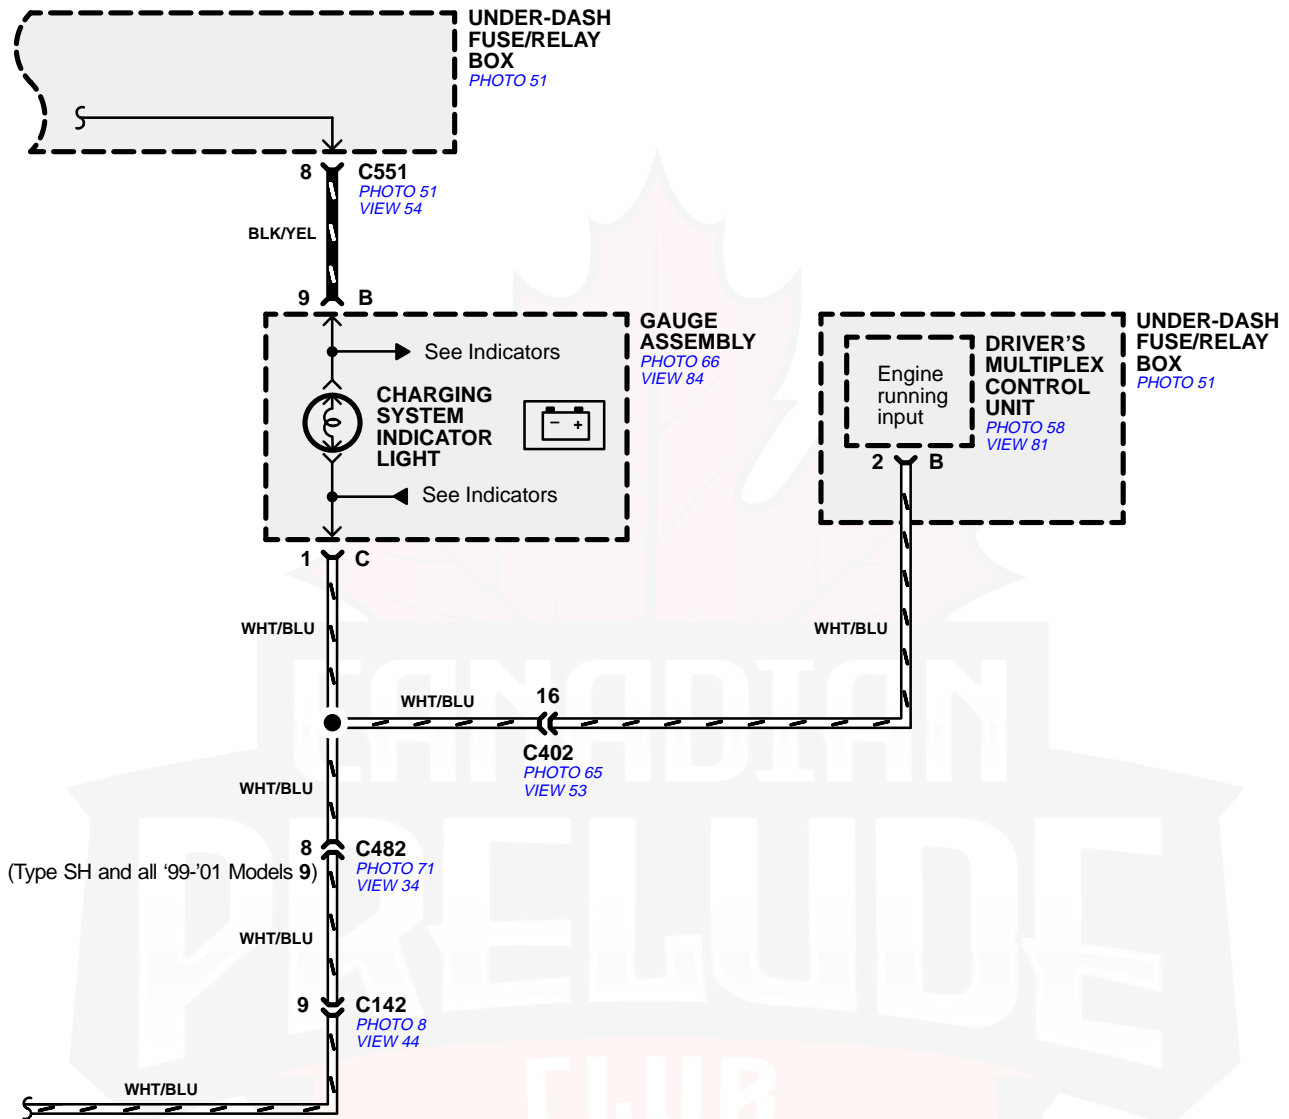 UNDER-DASH
FUSE/RELAY
BOX
PHOTO 51
8
C551
PHOTO 51
VIEW 54
BLK/YEL
9
B
GAUGE
ASSEMBLY
PHOTO 66
VIEW 84
See Indicators
CHARGING
SYSTEM
INDICATOR
LIGHT
– +
See Indicators
1
C
UNDER-DASH
FUSE/RELAY
BOX
PHOTO 51
DRIVER’S
MULTIPLEX
CONTROL
UNIT
PHOTO 58
VIEW 81
Engine
running
input
2
B
WHT/BLU
WHT/BLU
WHT/BLU
16
C402
PHOTO 65
VIEW 53
WHT/BLU
8
C482
(Type SH and all ‘99-’01 Models 9)
PHOTO 71
VIEW 34
WHT/BLU
9
C142
PHOTO 8
VIEW 44
WHT/BLU
CANADIAN
PRELUDE
CLUB